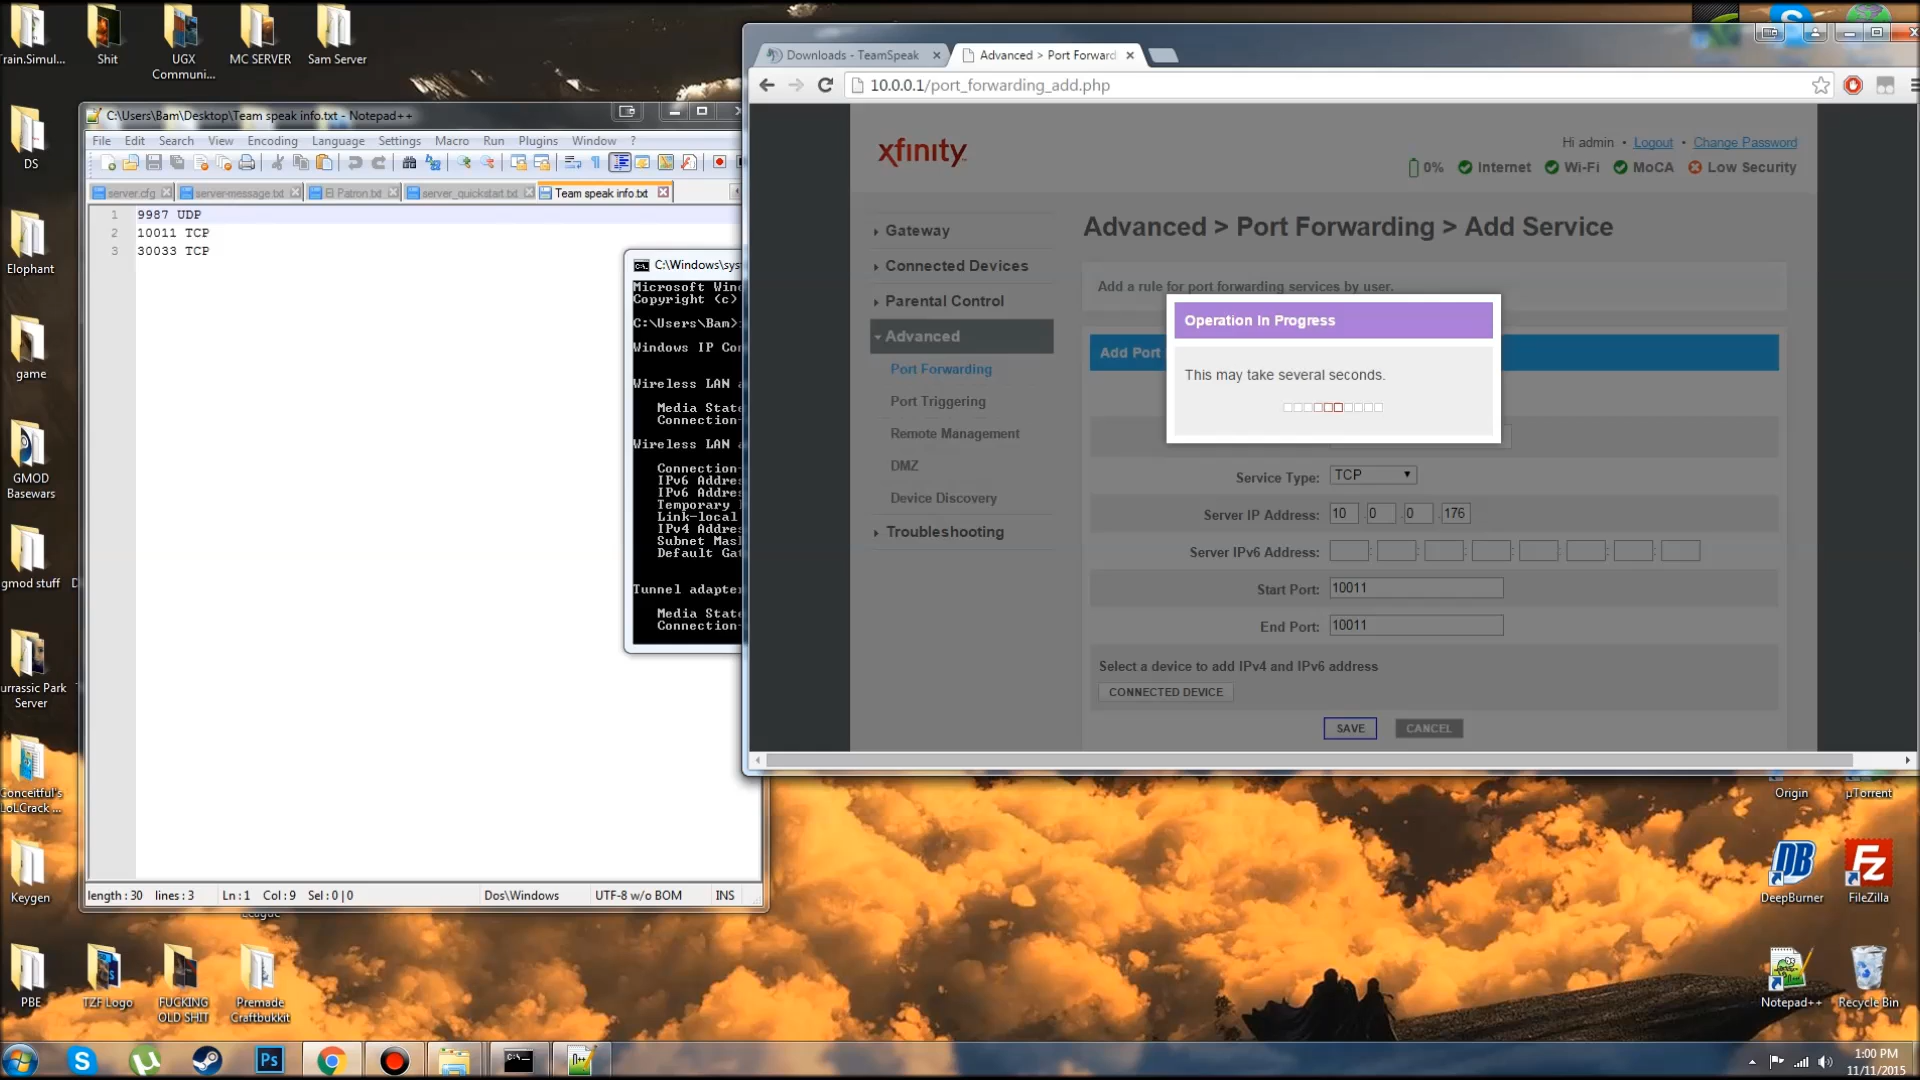 Train.Simul...
Shit
UGX
Communi...
MC SERVER
Sam Server
DS
Elophant
game
GMOD
Basewars
gmod stuff
Jurrassic Park
Server
Conceitful's
LoLCrack ...
Keygen
PBE
TZF Logo
FUCKING
OLD SHIT
Premade
Craftbukkit
League
C:\Users\Bam\Desktop\Team speak info.txt - Notepad++
File Edit Search View Encoding Language Settings Macro Run Plugins Window ?
server.cfg server-message.txt El Patron.txt server_quickstart.txt Team speak info.txt
1 9987 UDP
2 10011 TCP
3 30033 TCP
length : 30 lines : 3 Ln : 1 Col : 9 Sel : 0 | 0 Dos\Windows UTF-8 w/o BOM INS
C:\Windows\sys
Microsoft Wind
Copyright (c)
C:\Users\Bam>
Windows IP Con
Wireless LAN a
Media State
Connection-
Wireless LAN a
Connection-
IPv6 Addres
IPv6 Addres
Temporary
Link-local
IPv4 Addres
Subnet Mas
Default Gat
Tunnel adapter
Media State
Connection-
Downloads - TeamSpeak
Advanced > Port Forward
10.0.0.1/port_forwarding_add.php
xfinity
Hi admin • Logout • Change Password
0% Internet Wi-Fi MoCA Low Security
Gateway
Connected Devices
Parental Control
Advanced
Port Forwarding
Port Triggering
Remote Management
DMZ
Device Discovery
Troubleshooting
Advanced > Port Forwarding > Add Service
Add a rule for port forwarding services by user.
Add Port
Operation In Progress
This may take several seconds.
Service Type: TCP
Server IP Address: 10 . 0 . 0 . 176
Server IPv6 Address: : : : : : : :
Start Port: 10011
End Port: 10011
Select a device to add IPv4 and IPv6 address
CONNECTED DEVICE
SAVE CANCEL
Origin
µTorrent
DeepBurner
FileZilla
Notepad++
Recycle Bin
Ps
1:00 PM
11/11/2015